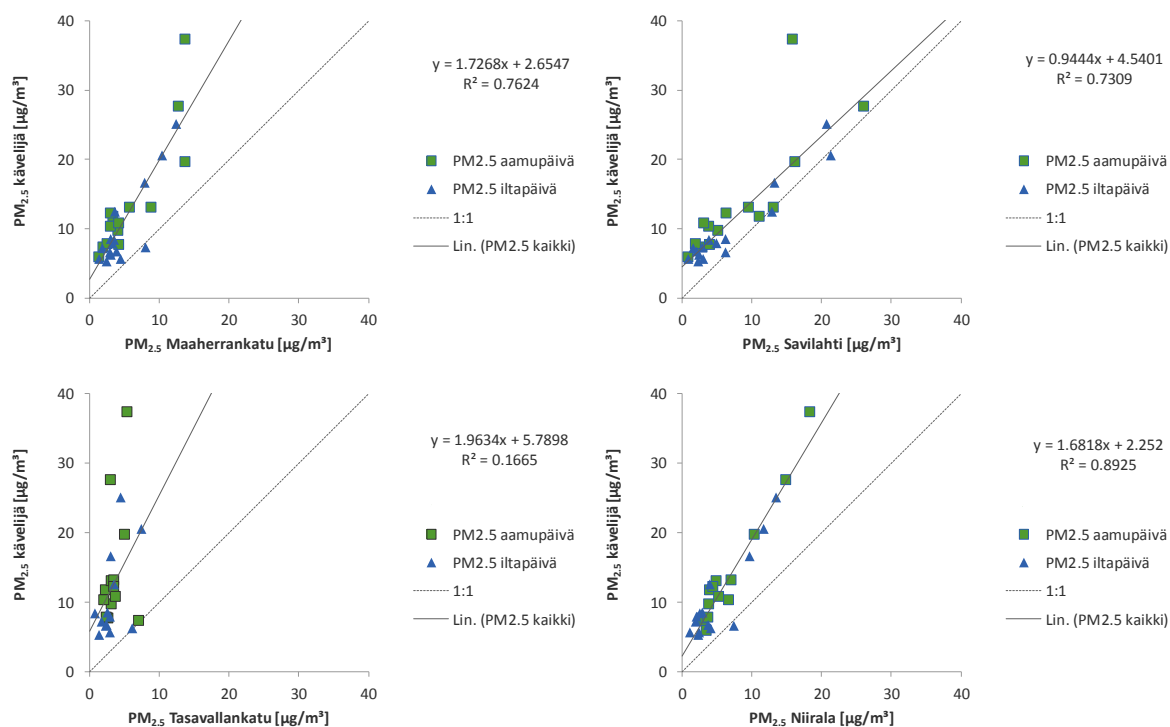 40
30
20
10
0
PM2.5 kävelijä [µg/m³]
0 10 20 30 40
PM2.5 Maaherrankatu [µg/m³]
y = 1.7268x + 2.6547
R² = 0.7624
PM2.5 aamupäivä
PM2.5 iltapäivä
1:1
Lin. (PM2.5 kaikki)
40
30
20
10
0
PM2.5 kävelijä [µg/m³]
0 10 20 30 40
PM2.5 Savilahti [µg/m³]
y = 0.9444x + 4.5401
R² = 0.7309
PM2.5 aamupäivä
PM2.5 iltapäivä
1:1
Lin. (PM2.5 kaikki)
40
30
20
10
0
PM2.5 kävelijä [µg/m³]
0 10 20 30 40
PM2.5 Tasavallankatu [µg/m³]
y = 1.9634x + 5.7898
R² = 0.1665
PM2.5 aamupäivä
PM2.5 iltapäivä
1:1
Lin. (PM2.5 kaikki)
40
30
20
10
0
PM2.5 kävelijä [µg/m³]
0 10 20 30 40
PM2.5 Niirala [µg/m³]
y = 1.6818x + 2.252
R² = 0.8925
PM2.5 aamupäivä
PM2.5 iltapäivä
1:1
Lin. (PM2.5 kaikki)